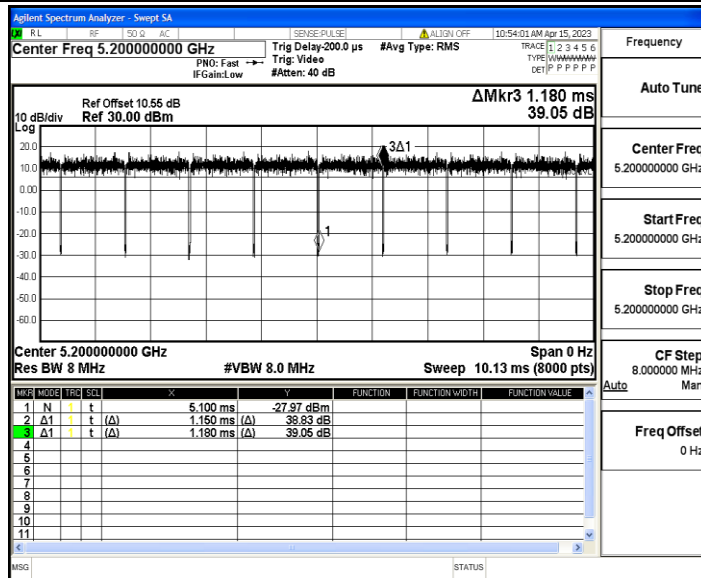 Agilent Spectrum Analyzer - Swept SA
RL RF 50 Ω AC SENSE:PULSE ALIGN OFF 10:54:01 AM Apr 15, 2023
Center Freq 5.200000000 GHz
PNO: Fast
IFGain:Low
Trig Delay-200.0 µs
Trig: Video
#Atten: 40 dB
#Avg Type: RMS
TRACE 1 2 3 4 5 6
TYPE WWWWWW
DET P P P P P P
Ref Offset 10.55 dB
10 dB/div Ref 30.00 dBm
Log
ΔMkr3 1.180 ms
39.05 dB
20.0
10.0
0.00
-10.0
-20.0
-30.0
-40.0
-50.0
-60.0
3Δ1
1
Center 5.200000000 GHz Span 0 Hz
Res BW 8 MHz #VBW 8.0 MHz Sweep 10.13 ms (8000 pts)
MKR MODE TRC SCL X Y FUNCTION FUNCTION WIDTH FUNCTION VALUE
1 N 1 t 5.100 ms -27.97 dBm
2 Δ1 1 t (Δ) 1.150 ms (Δ) 38.83 dB
3 Δ1 1 t (Δ) 1.180 ms (Δ) 39.05 dB
4
5
6
7
8
9
10
11
MSG STATUS
Frequency
Auto Tune
Center Freq
5.200000000 GHz
Start Freq
5.200000000 GHz
Stop Freq
5.200000000 GHz
CF Step
8.000000 MHz
Auto Man
Freq Offset
0 Hz